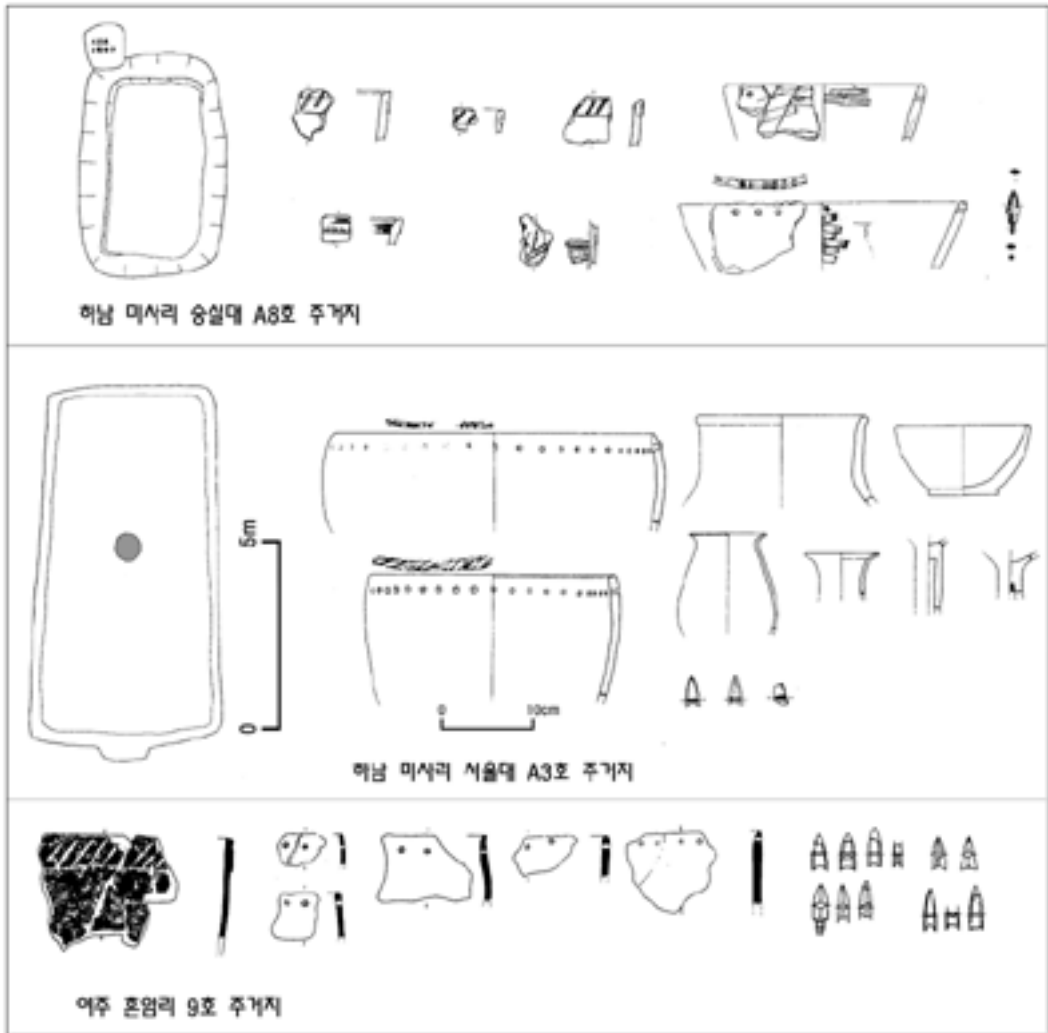 하남 미사리 숭실대 A8호 주거지
5m
0
0 10cm
하남 미사리 서울대 A3호 주거지
여주 흔암리 9호 주거지